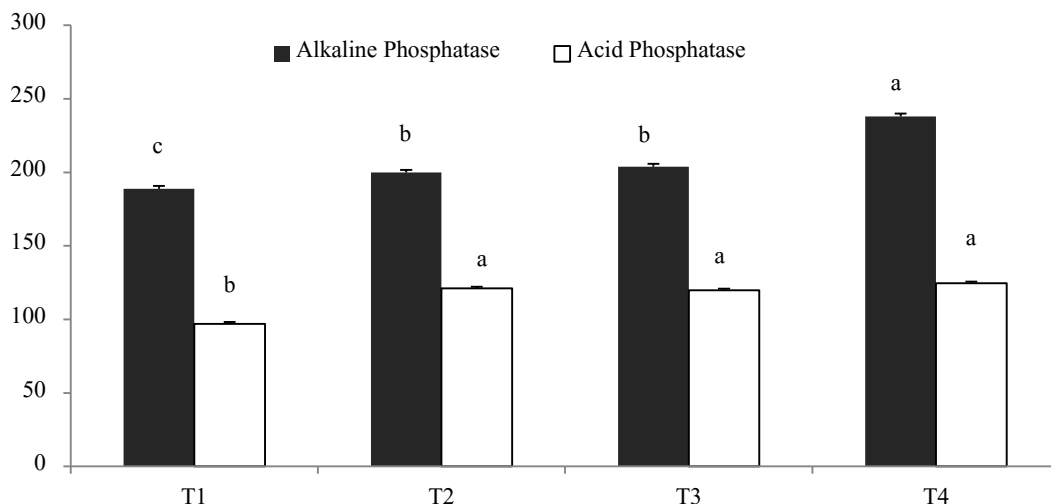 300
Alkaline Phosphatase Acid Phosphatase
250
a
c b b
200
150
a a a
b
100
50
0
T1 T2 T3 T4